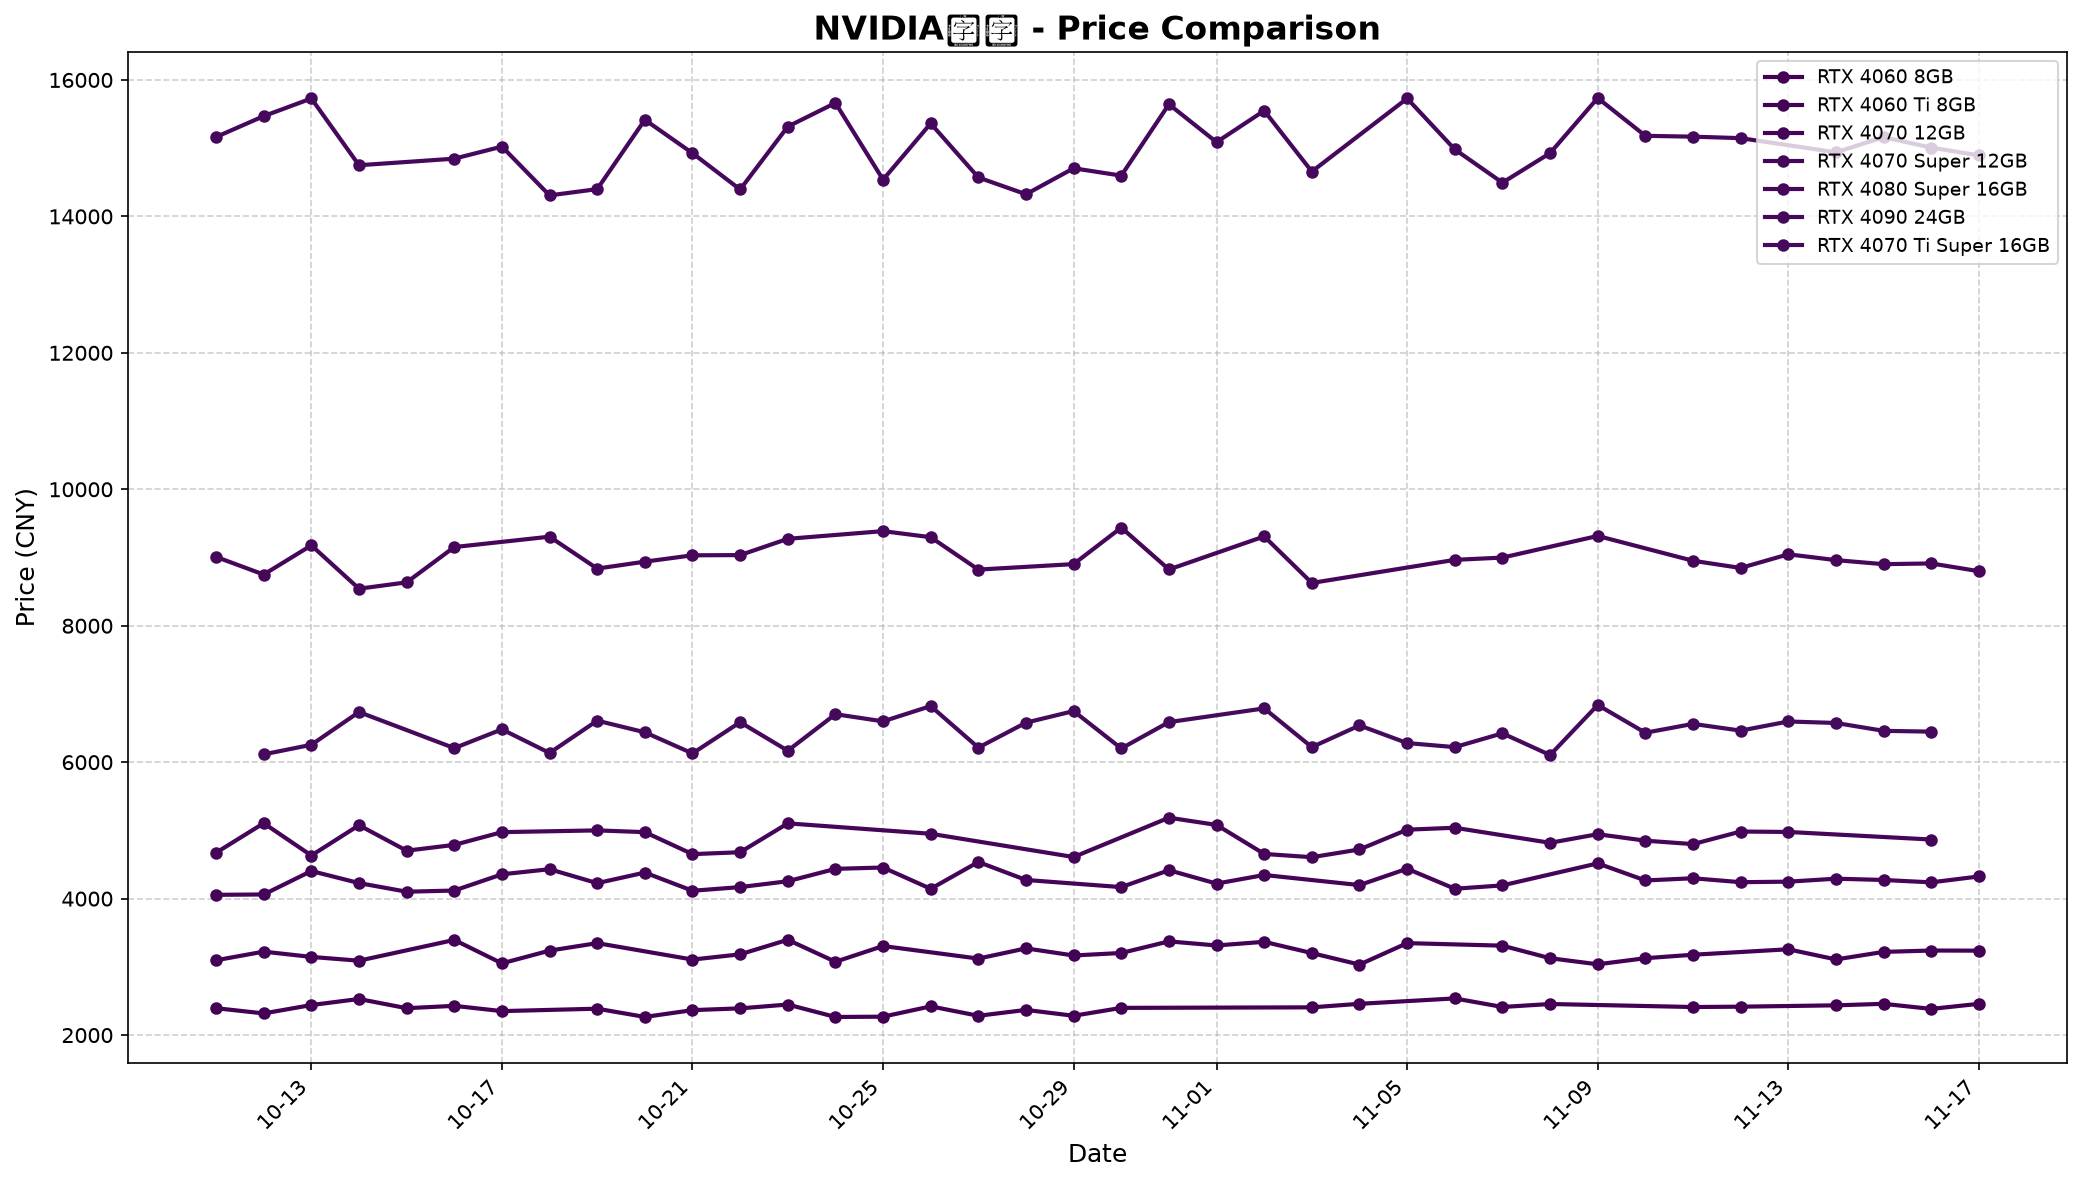 NVIDIA - Price Comparison
RTX 4060 8GB
RTX 4060 Ti 8GB
RTX 4070 12GB
RTX 4070 Super 12GB
RTX 4080 Super 16GB
RTX 4090 24GB
RTX 4070 Ti Super 16GB
Price (CNY)
16000
14000
12000
10000
8000
6000
4000
2000
10-13
10-17
10-21
10-25
10-29
11-01
11-05
11-09
11-13
11-17
Date